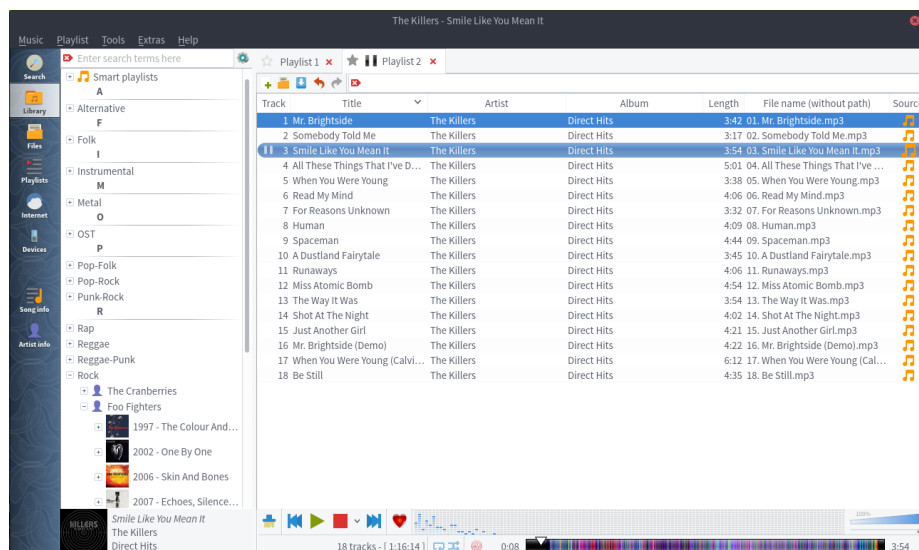 The Killers - Smile Like You Mean It
Music Playlist Tools Extras Help
Search
Library
Files
Playlists
Internet
Devices
Song info
Artist info
Enter search terms here
Smart playlists
A
Alternative
F
Folk
I
Instrumental
M
Metal
O
OST
P
Pop-Folk
Pop-Rock
Punk-Rock
R
Rap
Reggae
Reggae-Punk
Rock
The Cranberries
Foo Fighters
1997 - The Colour And...
2002 - One By One
2006 - Skin And Bones
2007 - Echoes, Silence...
KILLERS
Smile Like You Mean It
The Killers
Direct Hits
Playlist 1 Playlist 2
Track Title Artist Album Length File name (without path) Source
1 Mr. Brightside The Killers Direct Hits 3:42 01. Mr. Brightside.mp3
2 Somebody Told Me The Killers Direct Hits 3:17 02. Somebody Told Me.mp3
3 Smile Like You Mean It The Killers Direct Hits 3:54 03. Smile Like You Mean It.mp3
4 All These Things That I've D... The Killers Direct Hits 5:01 04. All These Things That I've ...
5 When You Were Young The Killers Direct Hits 3:38 05. When You Were Young.mp3
6 Read My Mind The Killers Direct Hits 4:06 06. Read My Mind.mp3
7 For Reasons Unknown The Killers Direct Hits 3:32 07. For Reasons Unknown.mp3
8 Human The Killers Direct Hits 4:09 08. Human.mp3
9 Spaceman The Killers Direct Hits 4:44 09. Spaceman.mp3
10 A Dustland Fairytale The Killers Direct Hits 3:45 10. A Dustland Fairytale.mp3
11 Runaways The Killers Direct Hits 4:06 11. Runaways.mp3
12 Miss Atomic Bomb The Killers Direct Hits 4:54 12. Miss Atomic Bomb.mp3
13 The Way It Was The Killers Direct Hits 3:54 13. The Way It Was.mp3
14 Shot At The Night The Killers Direct Hits 4:02 14. Shot At The Night.mp3
15 Just Another Girl The Killers Direct Hits 4:21 15. Just Another Girl.mp3
16 Mr. Brightside (Demo) The Killers Direct Hits 4:22 16. Mr. Brightside (Demo).mp3
17 When You Were Young (Calvi... The Killers Direct Hits 6:12 17. When You Were Young (Cal...
18 Be Still The Killers Direct Hits 4:35 18. Be Still.mp3
100%
18 tracks - [ 1:16:14 ] 0:08 3:54